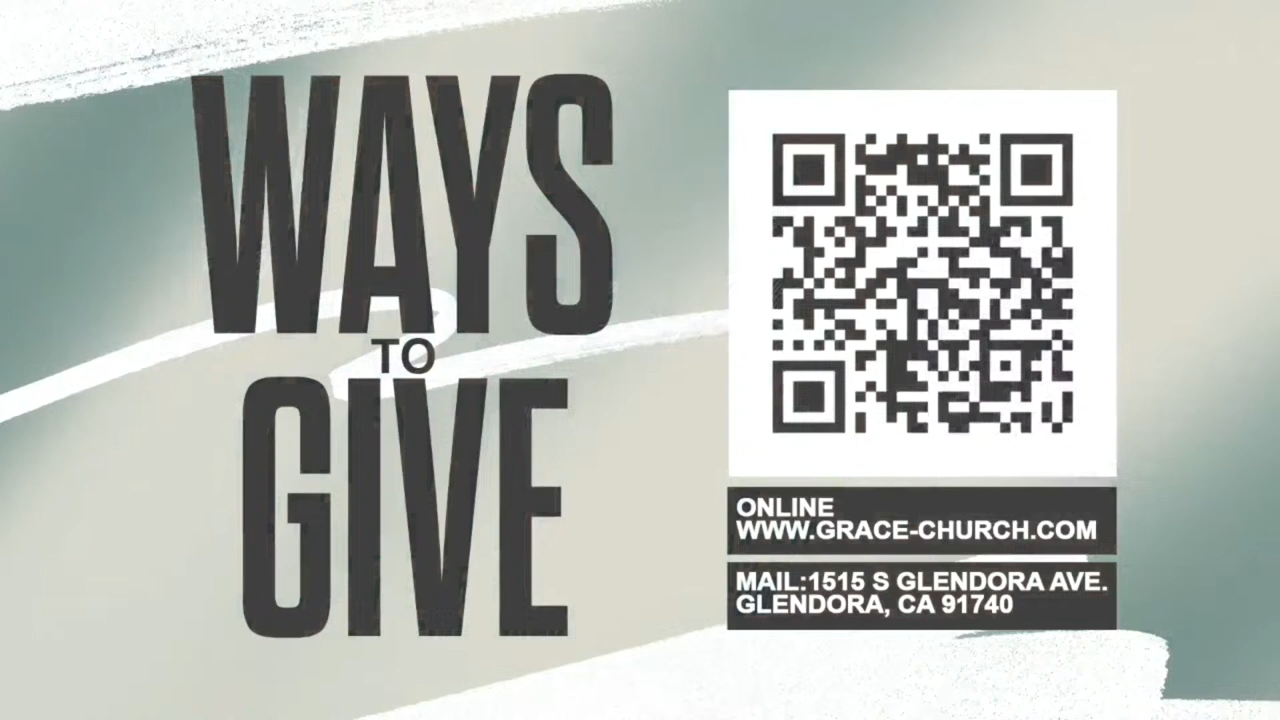 WAYS
TO
GIVE
ONLINE
WWW.GRACE-CHURCH.COM
MAIL:1515 S GLENDORA AVE.
GLENDORA, CA 91740